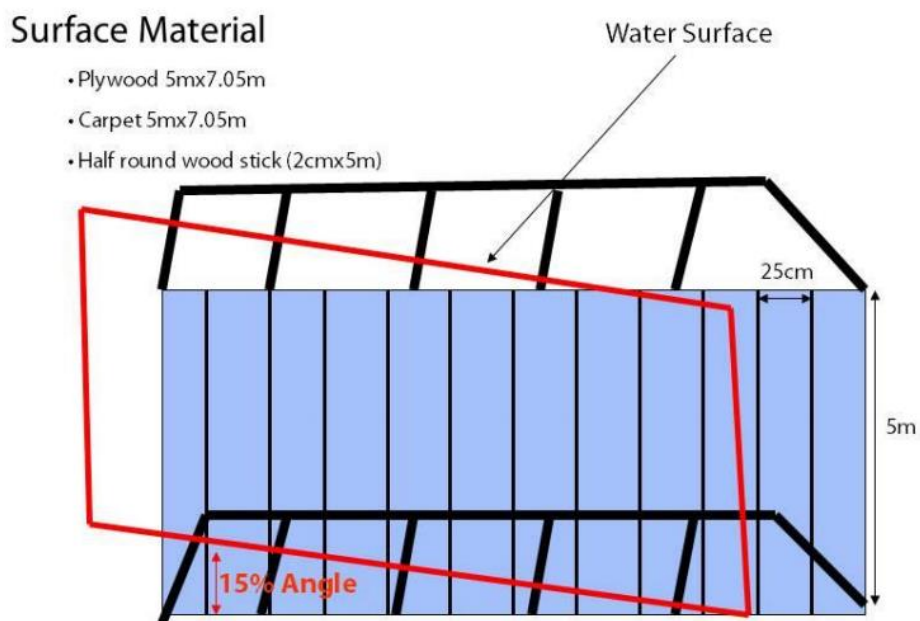 Surface Material
• Plywood 5mx7.05m
• Carpet 5mx7.05m
• Half round wood stick (2cmx5m)
Water Surface
25cm
5m
15% Angle